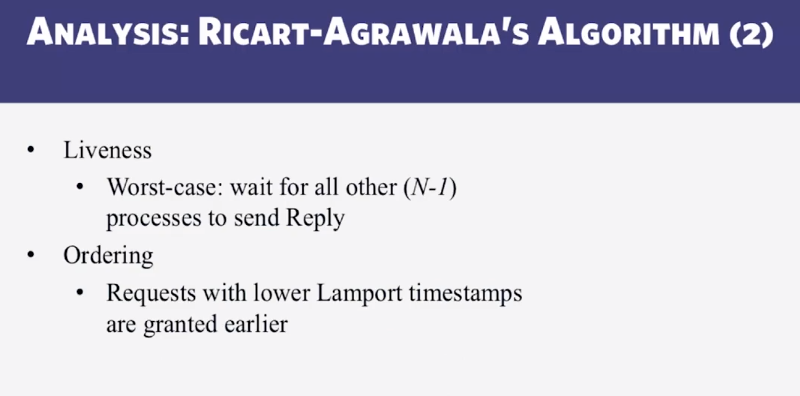 ANALYSIS: RICART-AGRAWALA'S ALGORITHM (2)
• Liveness
• Worst-case: wait for all other (N-1)
processes to send Reply
• Ordering
• Requests with lower Lamport timestamps
are granted earlier